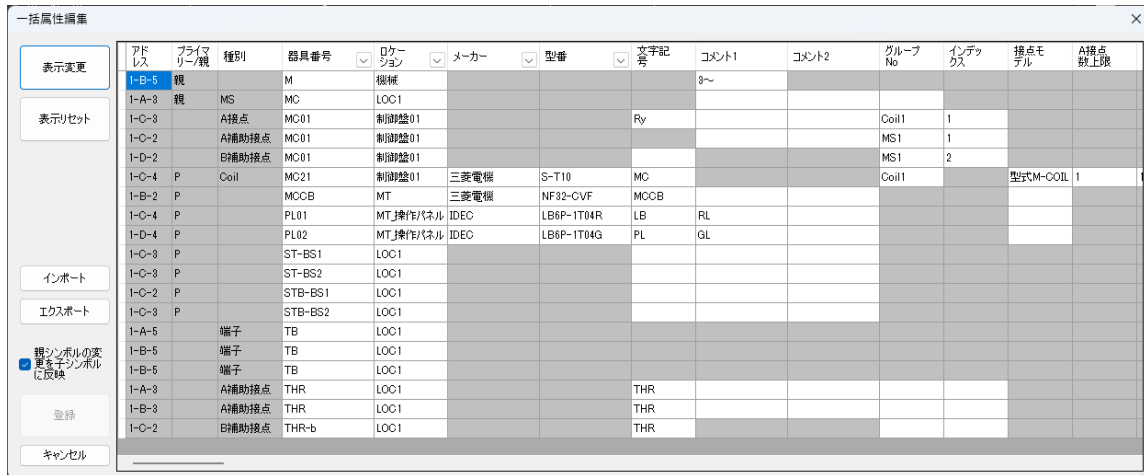 一括属性編集
表示変更
表示リセット
インポート
エクスポート
親シンボルの変
更を子シンボル
に反映
登録
キャンセル
アド
レス プライマ
リー/親 種別 器具番号 ロケー
ション メーカー 型番 文字記
号 コメント1 コメント2 グループ
No インデッ
クス 接点モ
デル A接点
数上限
1-B-5 親 M 機械 3～
1-A-3 親 MS MC LOC1
1-C-3 A接点 MC01 制御盤01 Ry Coil1 1
1-C-2 A補助接点 MC01 制御盤01 MS1 1
1-D-2 B補助接点 MC01 制御盤01 MS1 2
1-C-4 P Coil MC21 制御盤01 三菱電機 S-T10 MC Coil1 型式M-COIL 1 1
1-B-2 P MCCB MT 三菱電機 NF32-CVF MCCB
1-C-4 P PL01 MT_操作パネル IDEC LB6P-1T04R LB RL
1-D-4 P PL02 MT_操作パネル IDEC LB6P-1T04G PL GL
1-C-3 P ST-BS1 LOC1
1-C-3 P ST-BS2 LOC1
1-C-2 P STB-BS1 LOC1
1-C-3 P STB-BS2 LOC1
1-A-5 端子 TB LOC1
1-B-5 端子 TB LOC1
1-B-5 端子 TB LOC1
1-A-3 A補助接点 THR LOC1 THR
1-B-3 A補助接点 THR LOC1 THR
1-C-2 B補助接点 THR-b LOC1 THR